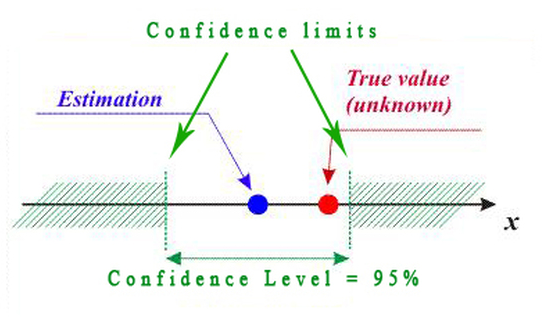 Confidence limits
Estimation
True value
(unknown)
x
Confidence Level = 95%